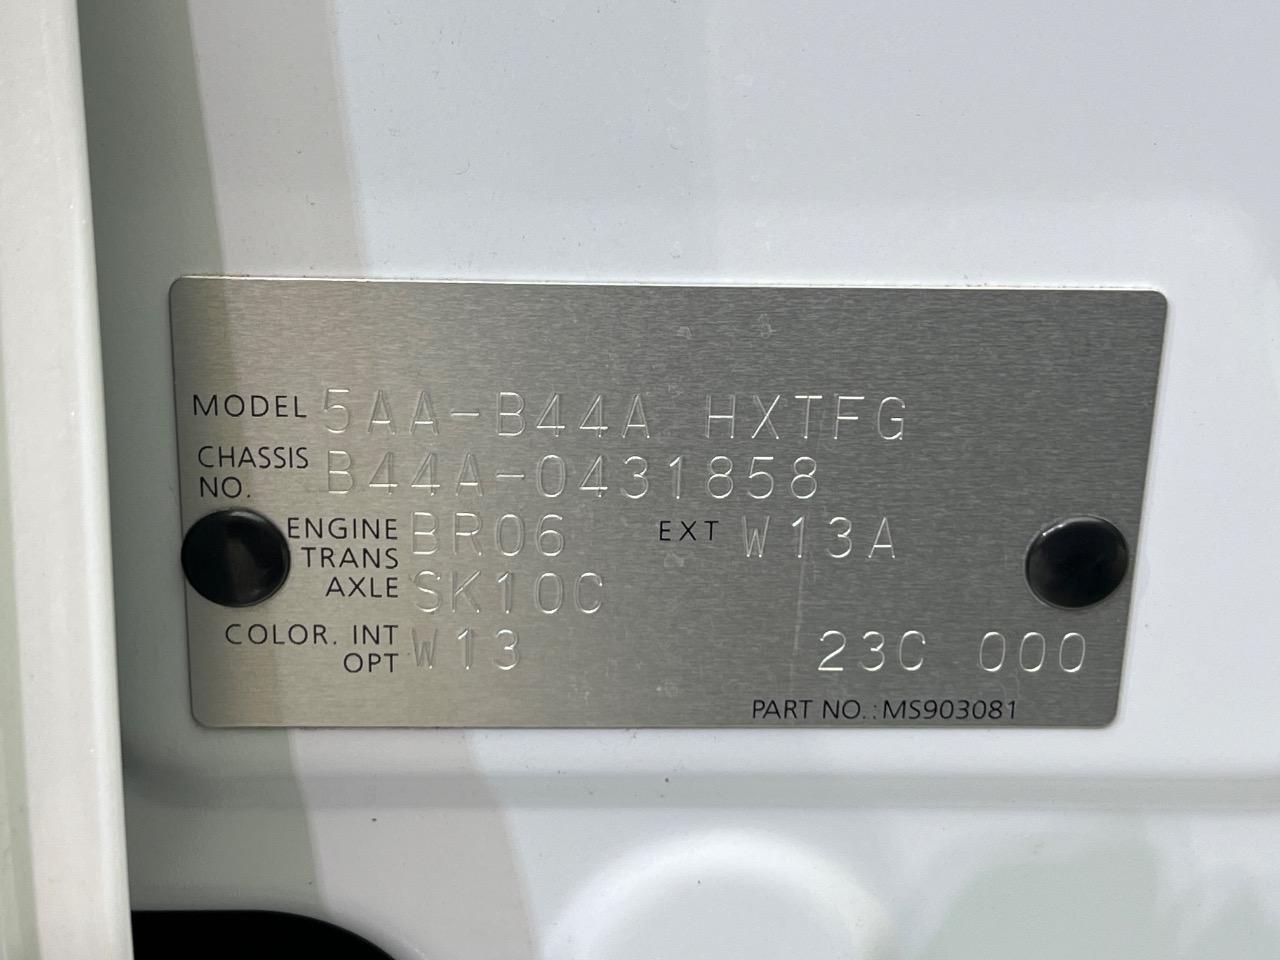 MODEL 5AA-B44A HXTFG
CHASSIS NO. B44A-0431858
ENGINE BR06 EXT W13A
TRANS AXLE SK10C
COLOR. INT W13 23C 000
OPT
PART NO.:MS903081